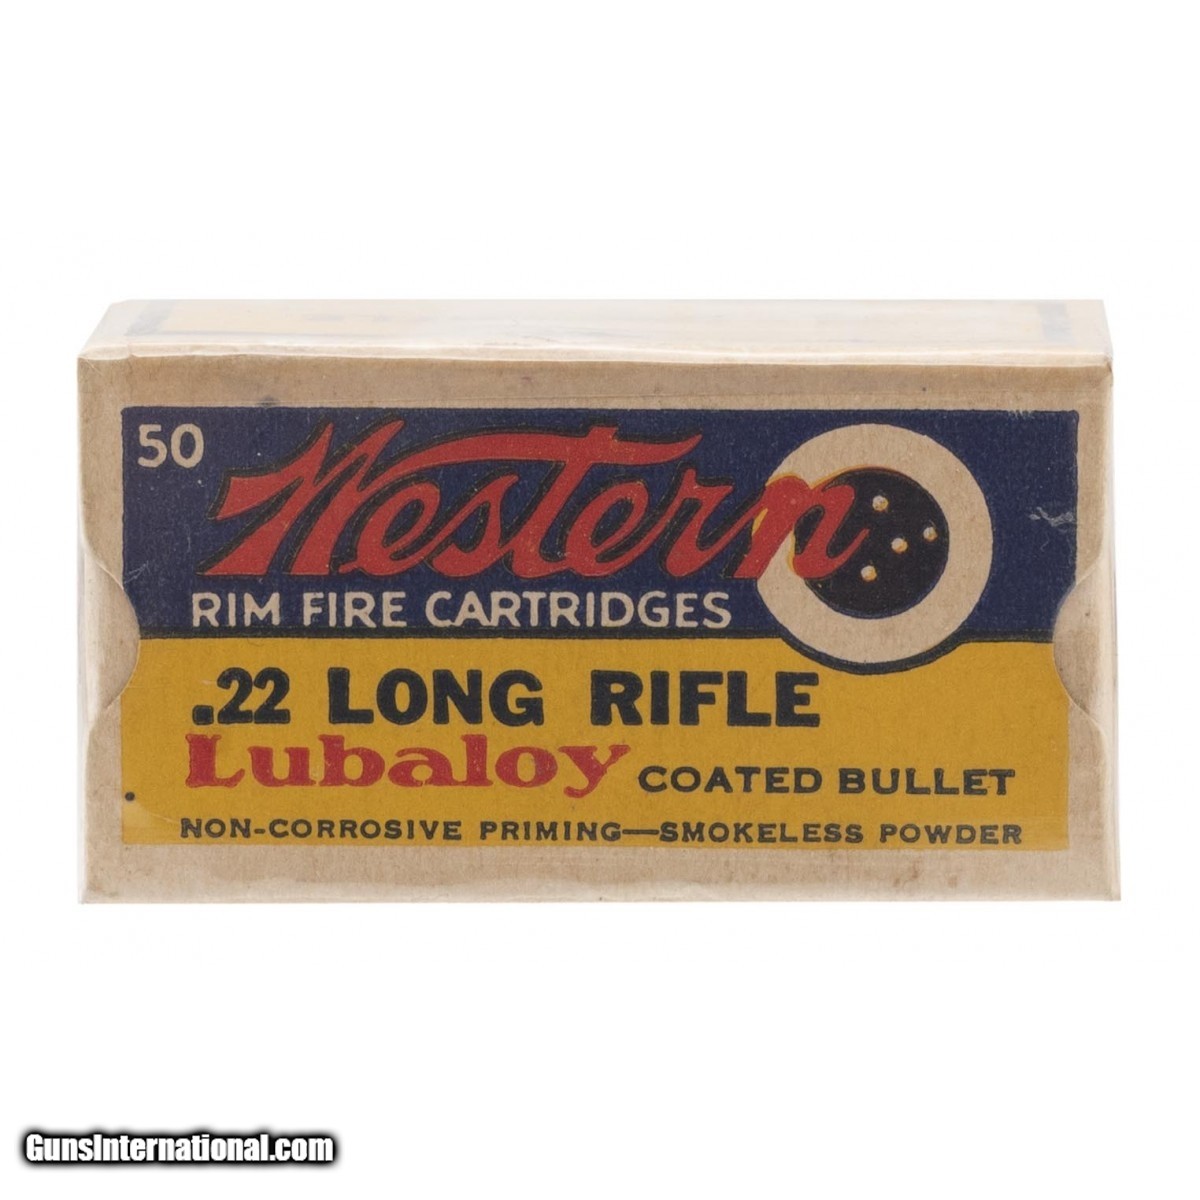 50
Western
RIM FIRE CARTRIDGES
.22 LONG RIFLE
Lubaloy COATED BULLET
NON-CORROSIVE PRIMING—SMOKELESS POWDER
GunsInternational.com